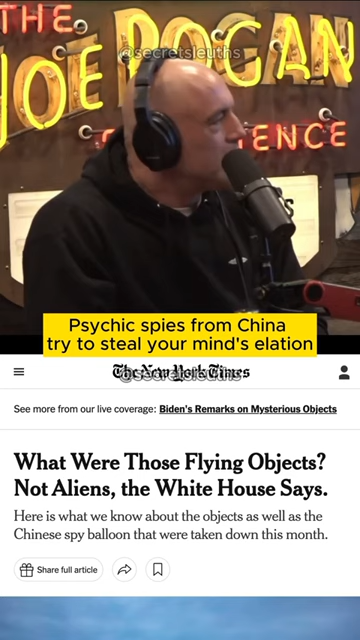 THE
@secretsleuths
JOE ROGAN
ENCE
Psychic spies from China
try to steal your mind's elation
The New York Times
@secretsleuths
See more from our live coverage: Biden's Remarks on Mysterious Objects
What Were Those Flying Objects?
Not Aliens, the White House Says.
Here is what we know about the objects as well as the
Chinese spy balloon that were taken down this month.
Share full article